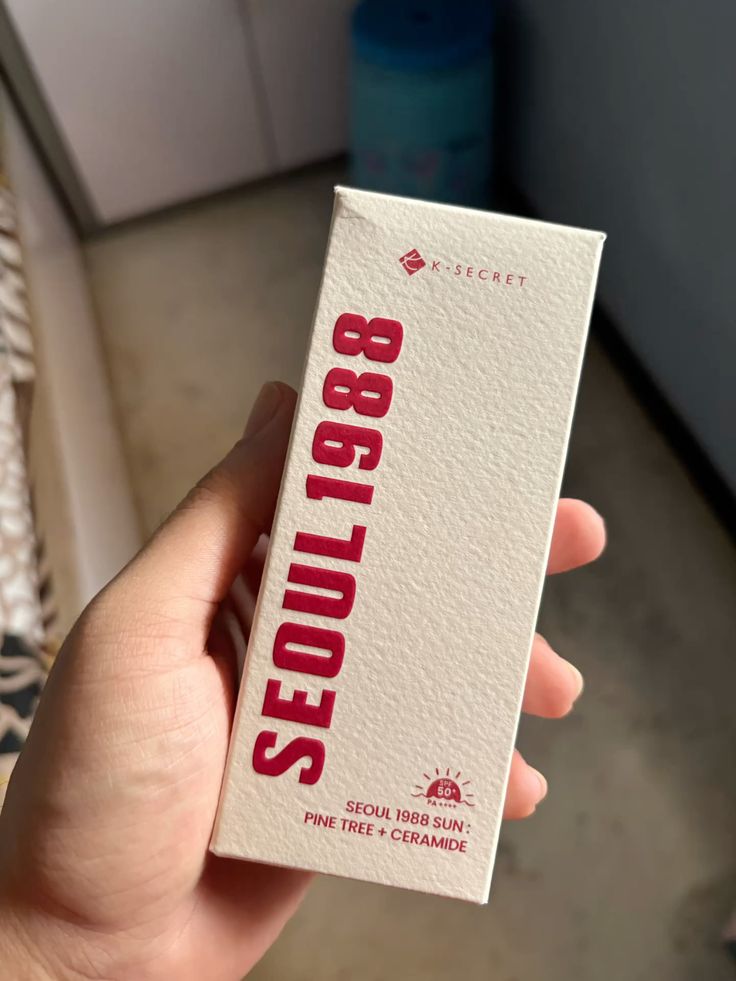 K-SECRET
SEOUL 1988
SPF
50+
PA++++
SEOUL 1988 SUN :
PINE TREE + CERAMIDE